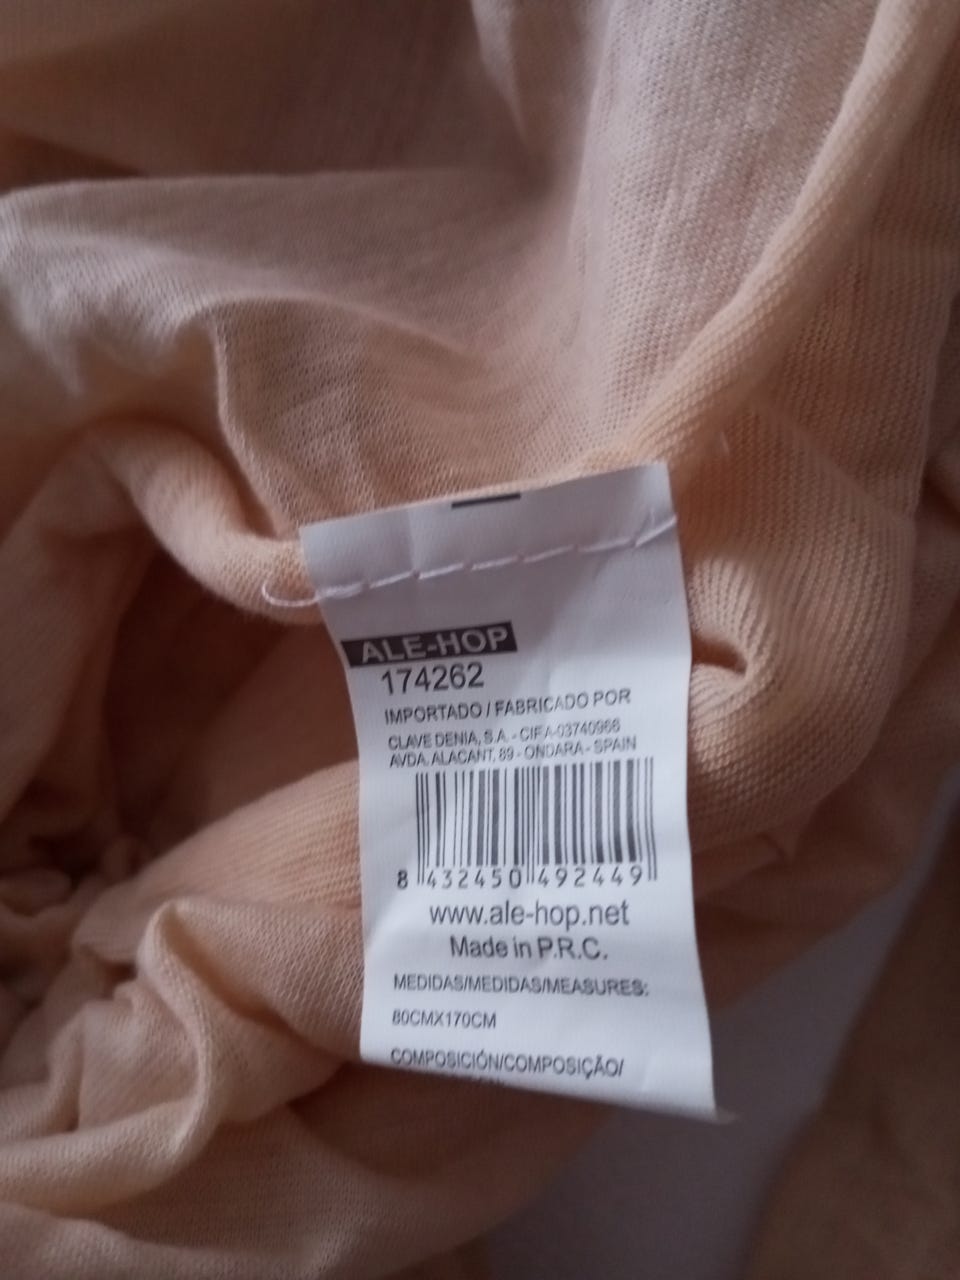 ALE-HOP
174262
IMPORTADO / FABRICADO POR
CLAVE DENIA, S.A. - CIF A-03740968
AVDA. ALACANT, 89 - ONDARA - SPAIN
8 432450 492449
www.ale-hop.net
Made in P.R.C.
MEDIDAS/MEDIDAS/MEASURES:
80CMX170CM
COMPOSICIÓN/COMPOSIÇÃO/